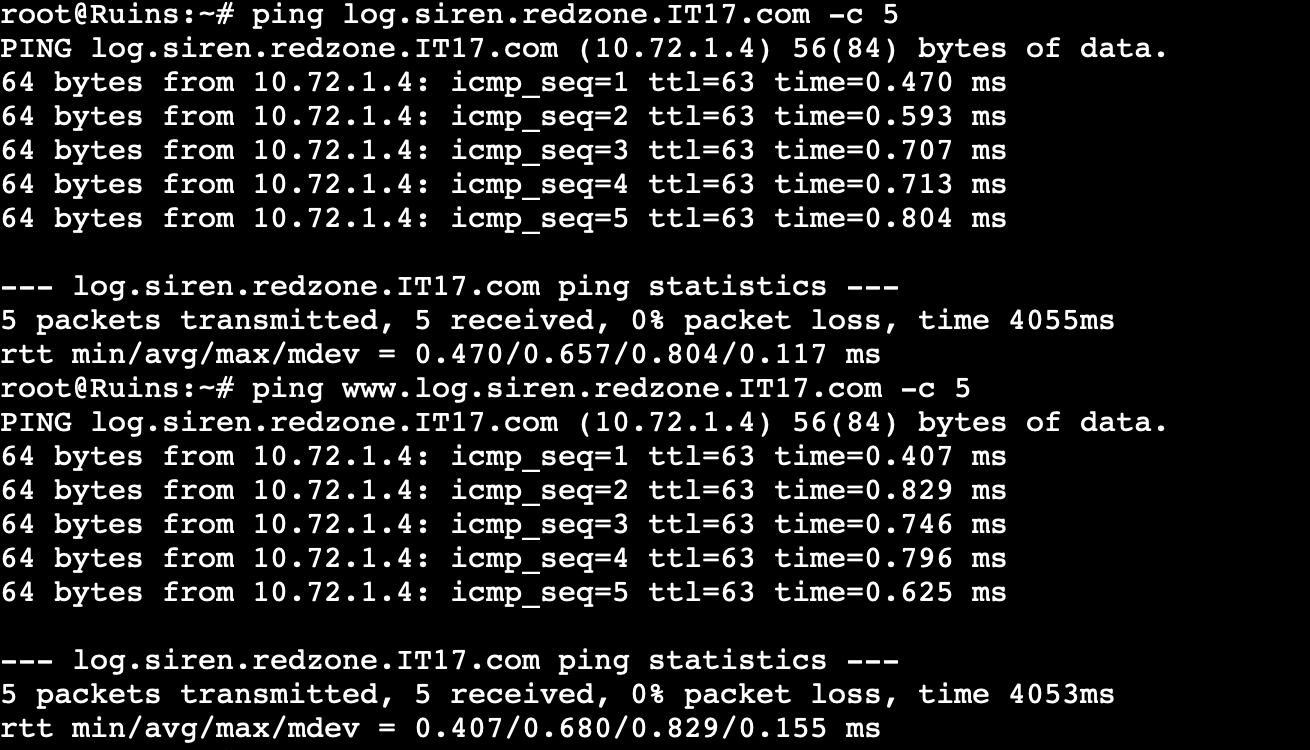 root@Ruins:~# ping log.siren.redzone.IT17.com -c 5
PING log.siren.redzone.IT17.com (10.72.1.4) 56(84) bytes of data.
64 bytes from 10.72.1.4: icmp_seq=1 ttl=63 time=0.470 ms
64 bytes from 10.72.1.4: icmp_seq=2 ttl=63 time=0.593 ms
64 bytes from 10.72.1.4: icmp_seq=3 ttl=63 time=0.707 ms
64 bytes from 10.72.1.4: icmp_seq=4 ttl=63 time=0.713 ms
64 bytes from 10.72.1.4: icmp_seq=5 ttl=63 time=0.804 ms

--- log.siren.redzone.IT17.com ping statistics ---
5 packets transmitted, 5 received, 0% packet loss, time 4055ms
rtt min/avg/max/mdev = 0.470/0.657/0.804/0.117 ms
root@Ruins:~# ping www.log.siren.redzone.IT17.com -c 5
PING log.siren.redzone.IT17.com (10.72.1.4) 56(84) bytes of data.
64 bytes from 10.72.1.4: icmp_seq=1 ttl=63 time=0.407 ms
64 bytes from 10.72.1.4: icmp_seq=2 ttl=63 time=0.829 ms
64 bytes from 10.72.1.4: icmp_seq=3 ttl=63 time=0.746 ms
64 bytes from 10.72.1.4: icmp_seq=4 ttl=63 time=0.796 ms
64 bytes from 10.72.1.4: icmp_seq=5 ttl=63 time=0.625 ms

--- log.siren.redzone.IT17.com ping statistics ---
5 packets transmitted, 5 received, 0% packet loss, time 4053ms
rtt min/avg/max/mdev = 0.407/0.680/0.829/0.155 ms